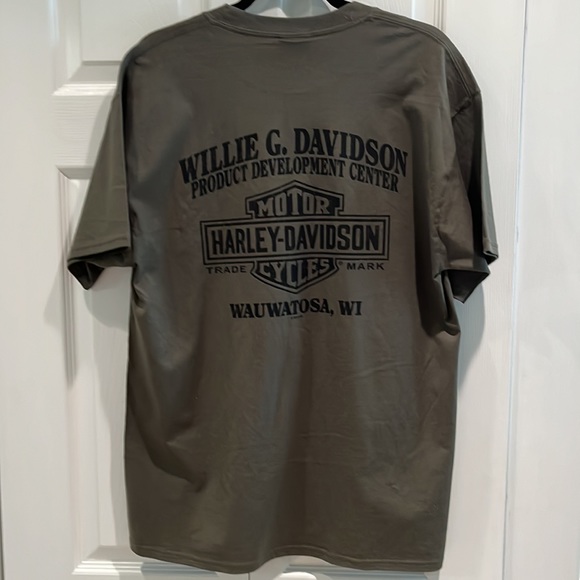 WILLIE G. DAVIDSON
PRODUCT DEVELOPMENT CENTER
MOTOR
HARLEY-DAVIDSON
TRADE MARK
CYCLES®
WAUWATOSA, WI